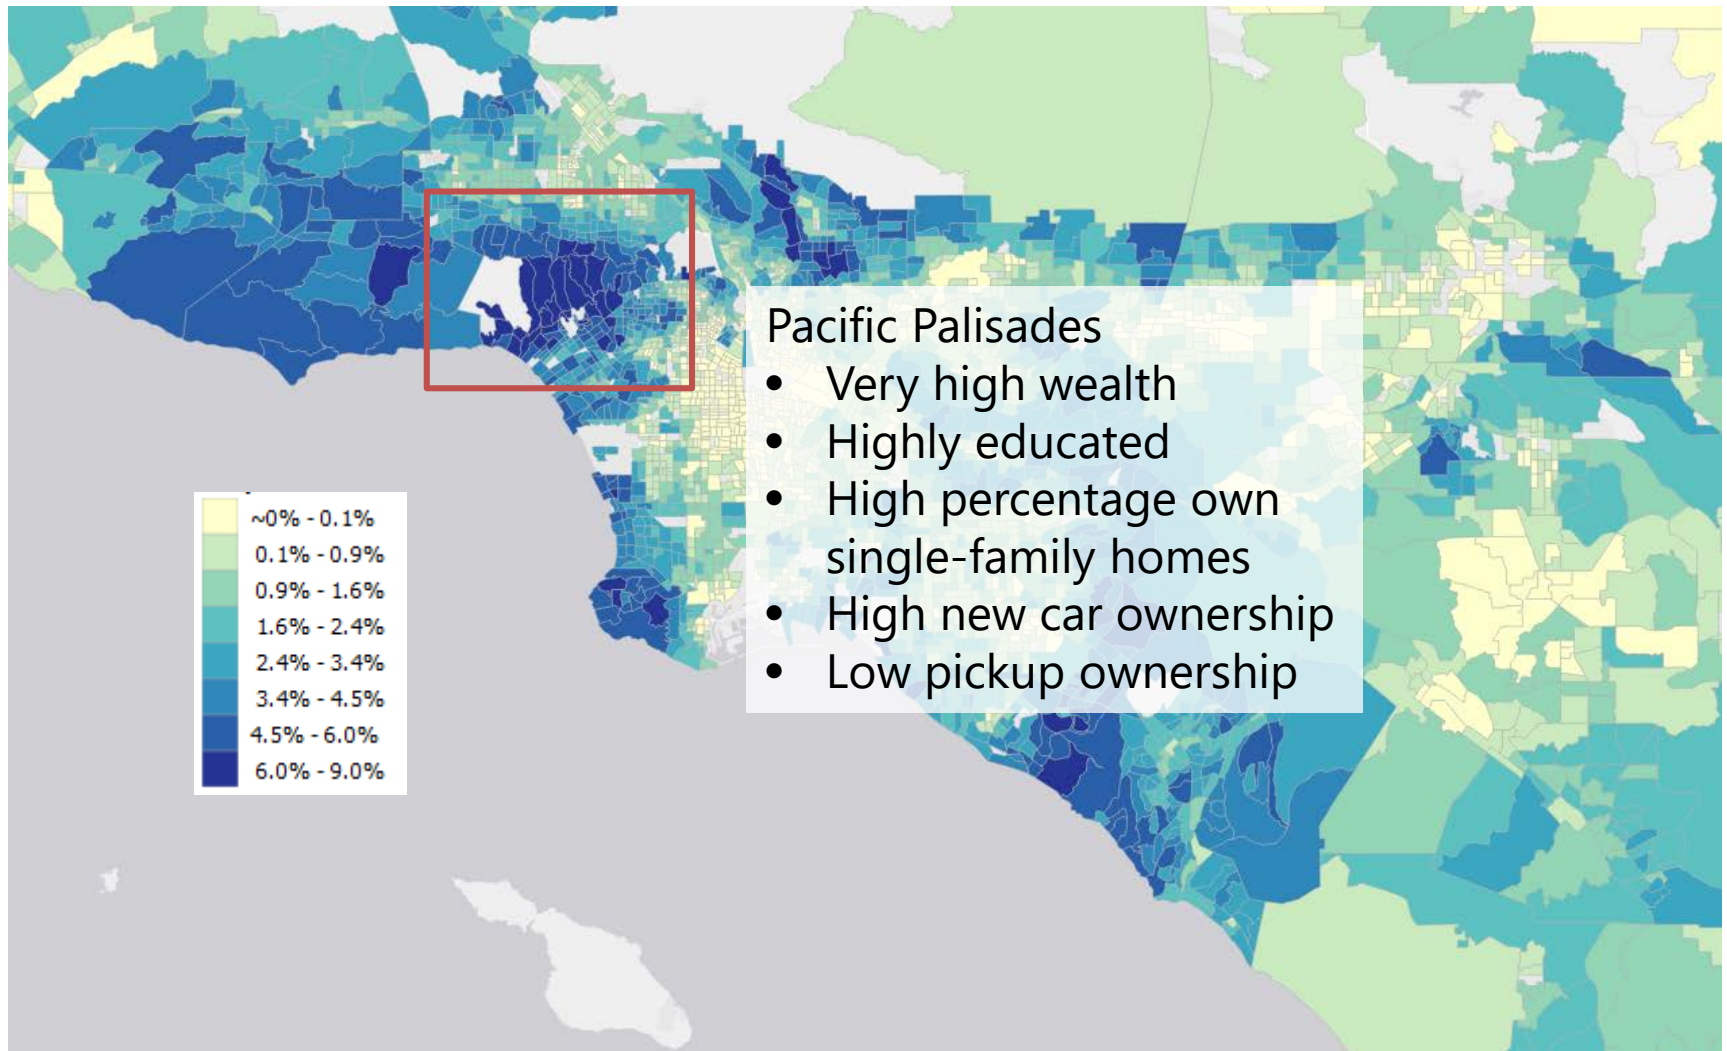 Pacific Palisades
• Very high wealth
• Highly educated
• High percentage own
single-family homes
• High new car ownership
• Low pickup ownership
~0% - 0.1%
0.1% - 0.9%
0.9% - 1.6%
1.6% - 2.4%
2.4% - 3.4%
3.4% - 4.5%
4.5% - 6.0%
6.0% - 9.0%